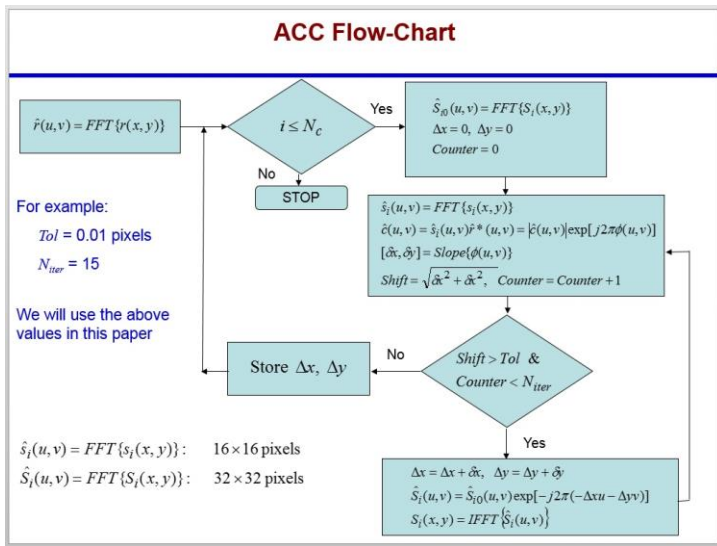 ACC Flow-Chart
r̂(u,v) = FFT{r(x,y)}
i ≤ N_c
Yes
No
STOP
Ŝ_i0(u,v) = FFT{S_i(x,y)}
Δx = 0, Δy = 0
Counter = 0
ŝ_i(u,v) = FFT{s_i(x,y)}
ĉ(u,v) = ŝ_i(u,v)r̂*(u,v) = |ĉ(u,v)|exp[j2πϕ(u,v)]
[δx,δy] = Slope{ϕ(u,v)}
Shift = √(δx² + δx²), Counter = Counter + 1
For example:
Tol = 0.01 pixels
N_iter = 15
We will use the above
values in this paper
Shift > Tol &
Counter < N_iter
No
Store Δx, Δy
Yes
Δx = Δx + δx, Δy = Δy + δy
Ŝ_i(u,v) = Ŝ_i0(u,v)exp[−j2π(−Δxu − Δyv)]
S_i(x,y) = IFFT{Ŝ_i(u,v)}
ŝ_i(u,v) = FFT{s_i(x,y)}: 16×16 pixels
Ŝ_i(u,v) = FFT{S_i(x,y)}: 32×32 pixels